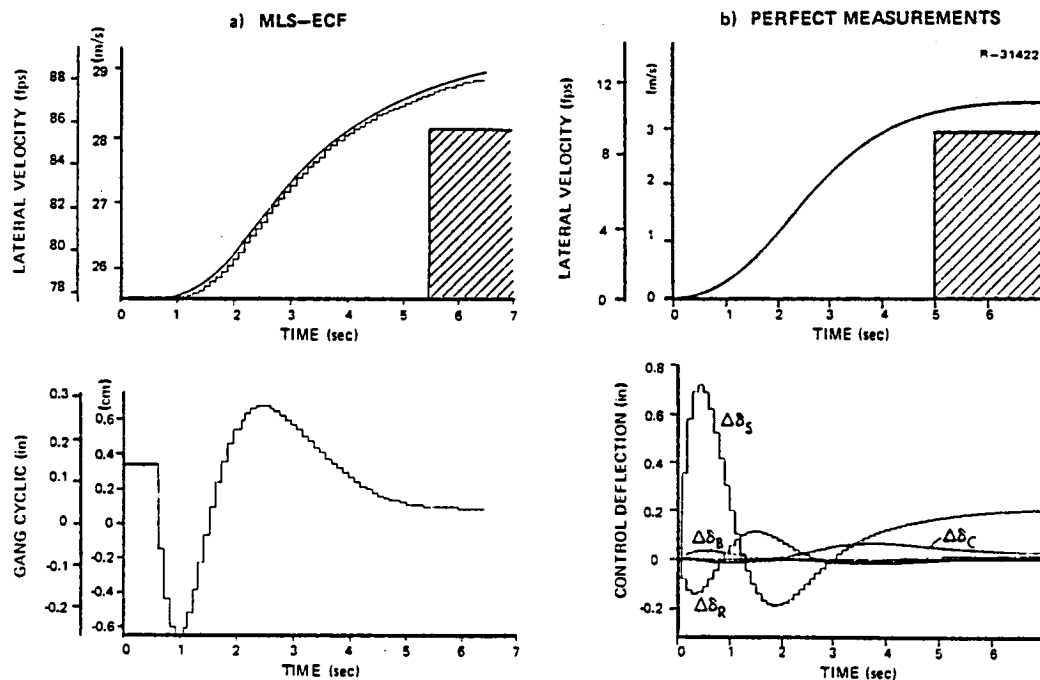 a) MLS-ECF
b) PERFECT MEASUREMENTS
R-31422
LATERAL VELOCITY (fps)
(m/s)
88
86
84
82
80
78
29
28
27
26
0 1 2 3 4 5 6 7
TIME (sec)
LATERAL VELOCITY (fps)
(m/s)
12
8
4
0
3
2
1
0
0 1 2 3 4 5 6
TIME (sec)
GANG CYCLIC (in)
(cm)
0.3
0.2
0.1
0
-0.1
-0.2
0.6
0.4
0.2
0
-0.2
-0.4
-0.6
0 1 2 3 4 5 6 7
TIME (sec)
CONTROL DEFLECTION (in)
0.8
0.6
0.4
0.2
0
-0.2
ΔδS
ΔδB
ΔδC
ΔδR
0 1 2 3 4 5 6
TIME (sec)